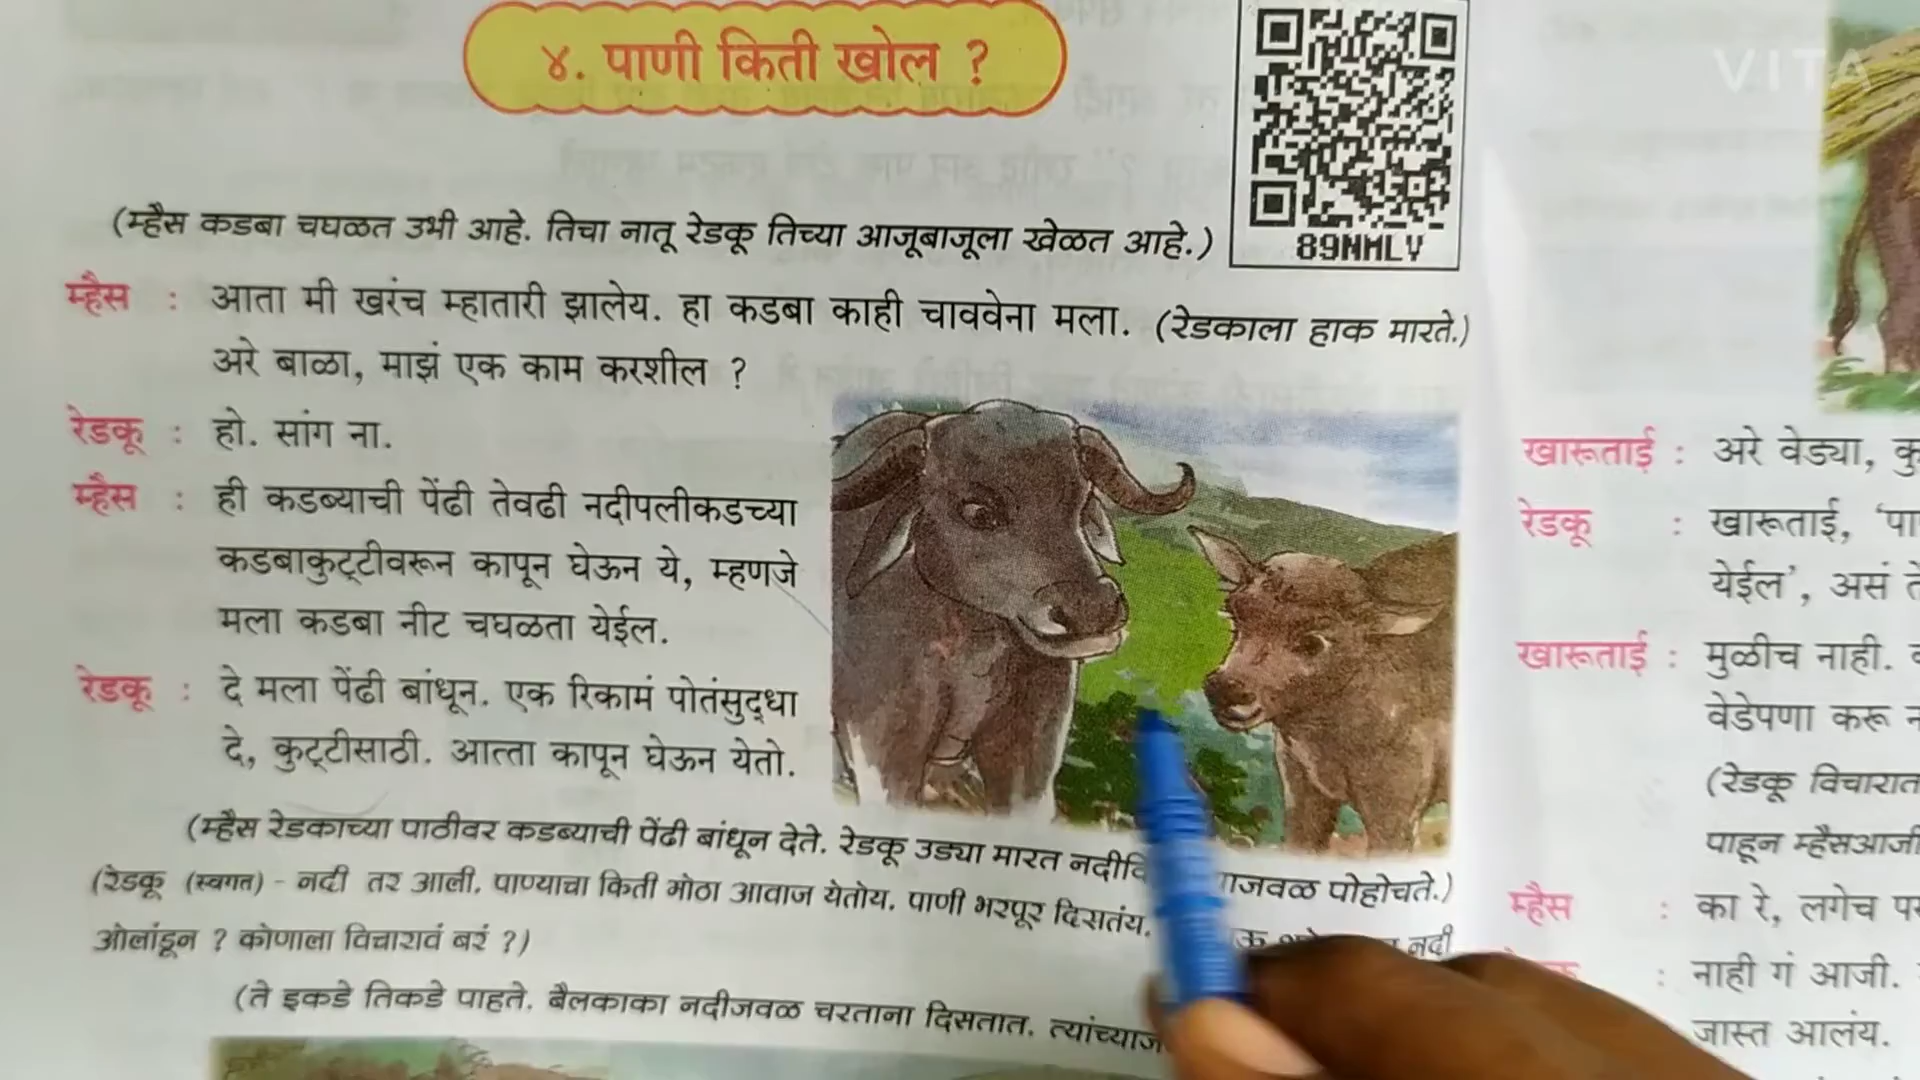 ४. पाणी किती खोल ?
VITA
89NMLV
(म्हैस कडबा चघळत उभी आहे. तिचा नातू रेडकू तिच्या आजूबाजूला खेळत आहे.)
म्हैस : आता मी खरंच म्हातारी झालेय. हा कडबा काही चाववेना मला. (रेडकाला हाक मारते.)
अरे बाळा, माझं एक काम करशील ?
रेडकू : हो. सांग ना.
म्हैस : ही कडब्याची पेंढी तेवढी नदीपलीकडच्या
कडबाकुट्टीवरून कापून घेऊन ये, म्हणजे
मला कडबा नीट चघळता येईल.
रेडकू : दे मला पेंढी बांधून. एक रिकामं पोतंसुद्धा
दे, कुट्टीसाठी. आत्ता कापून घेऊन येतो.
(म्हैस रेडकाच्या पाठीवर कडब्याची पेंढी बांधून देते. रेडकू उड्या मारत पोहोचते.)
(रेडकू (स्वगत) - नदी तर आली. पाण्याचा किती मोठा आवाज येतोय. पाणी भरपूर दिसतंय. नदी
ओलांडून ? कोणाला विचारावं बरं ?)
(ते इकडे तिकडे पाहते. बैलकाका नदीजवळ चरताना दिसतात.
खारूताई : अरे वेड्या,
रेडकू : खारूताई,
येईल', असं
खारूताई : मुळीच नाही.
वेडेपणा करू
(रेडकू विचारात
पाहून म्हैसआजी
म्हैस : का रे, लगेच
: नाही गं आजी.
जास्त आलंय.